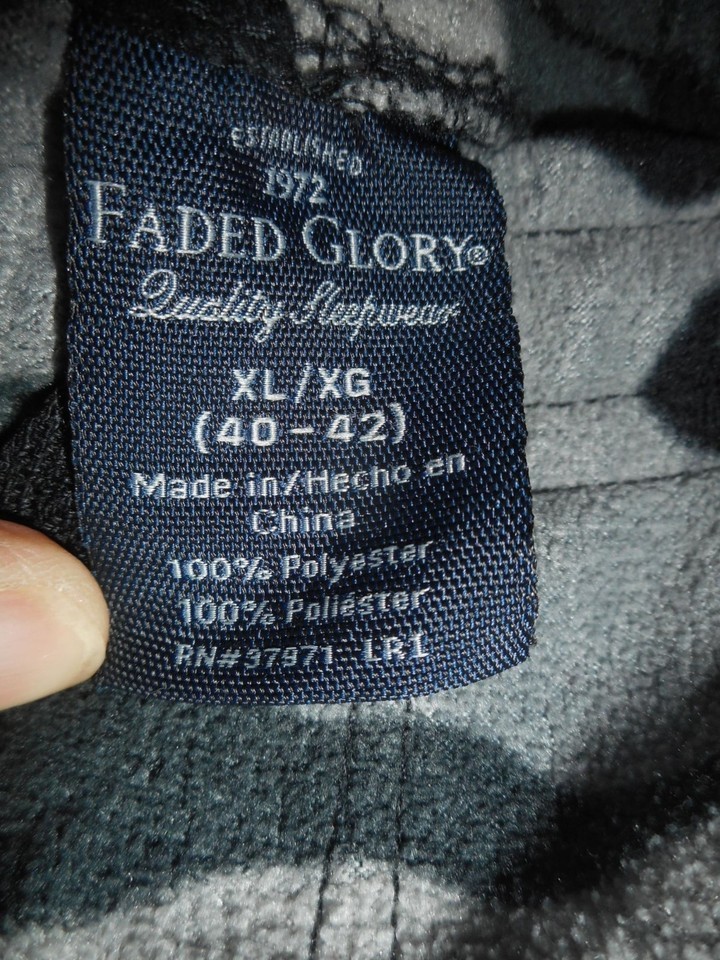 ESTABLISHED
1972
FADED GLORY®
Quality Sleepwear
XL/XG
(40-42)
Made in/Hecho en
China
100% Polyester
100% Poliéster
RN#37971 LR1